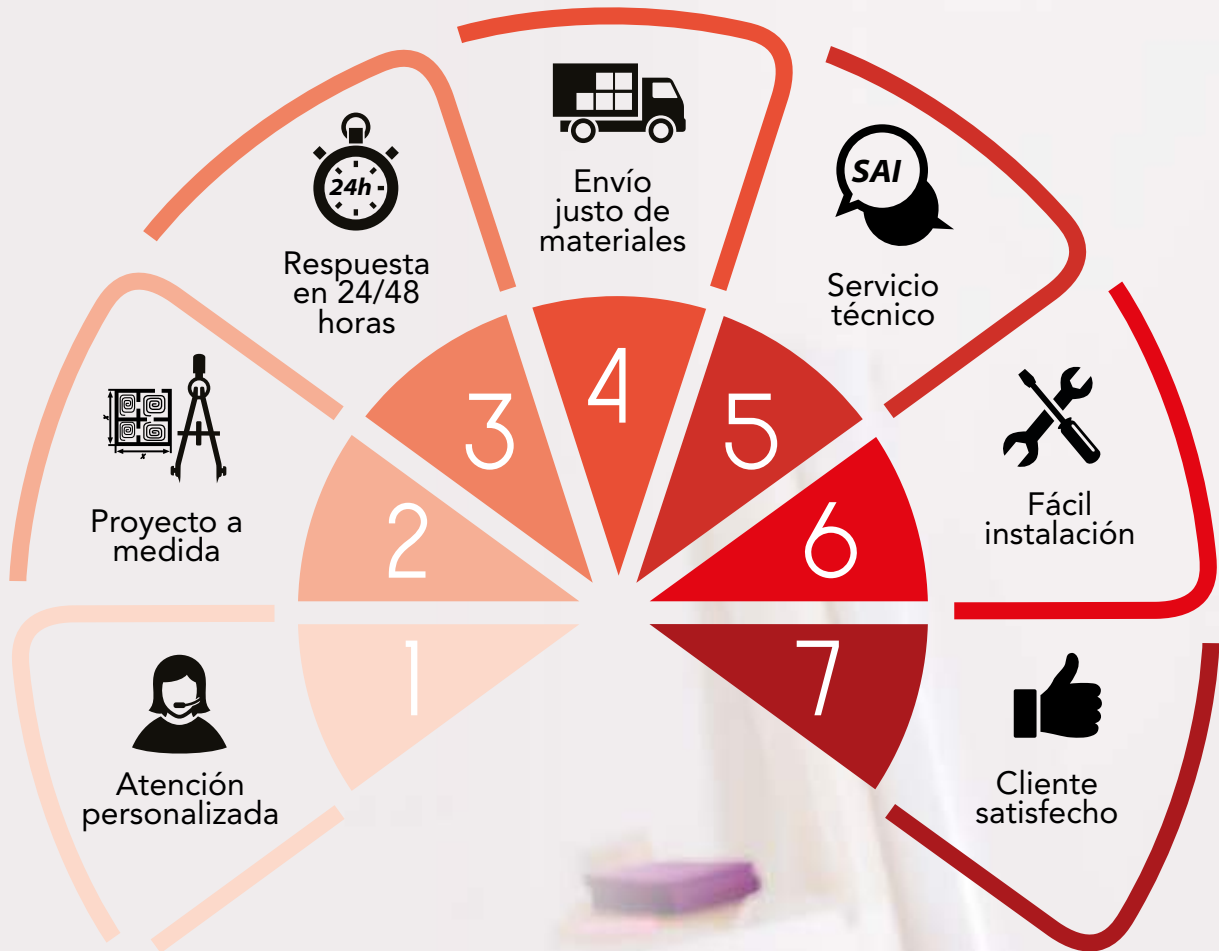 1
Atención
personalizada
2
Proyecto a
medida
x
x
3
24h
Respuesta
en 24/48
horas
4
Envío
justo de
materiales
5
SAI
Servicio
técnico
6
Fácil
instalación
7
Cliente
satisfecho